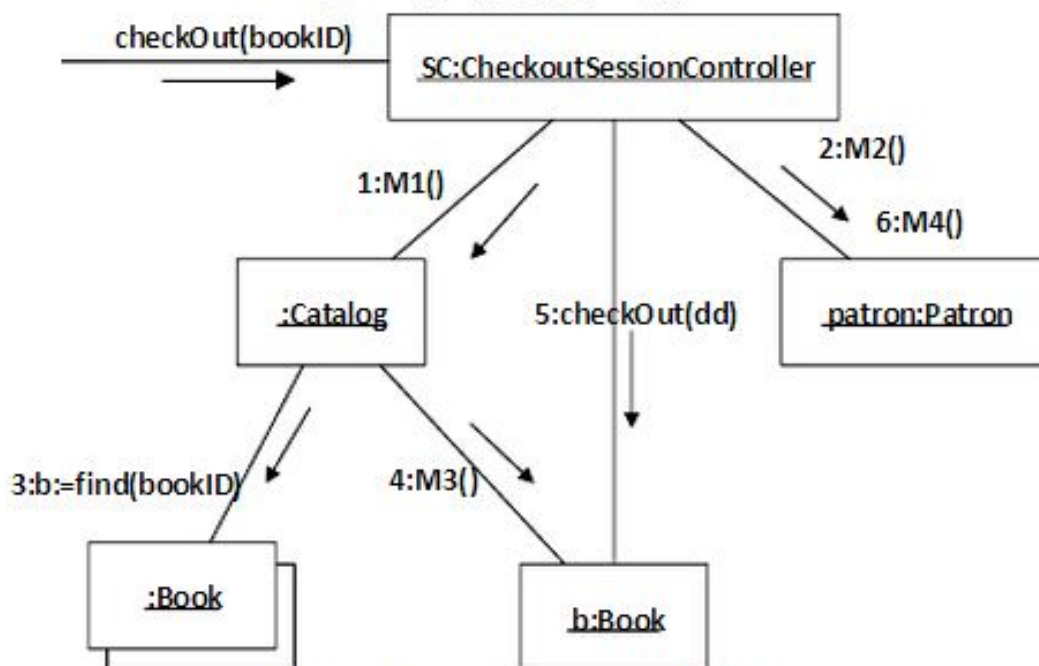 checkOut(bookID)
SC:CheckoutSessionController
2:M2()
1:M1()
6:M4()
:Catalog
5:checkOut(dd)
patron:Patron
3:b:=find(bookID)
4:M3()
:Book
b:Book